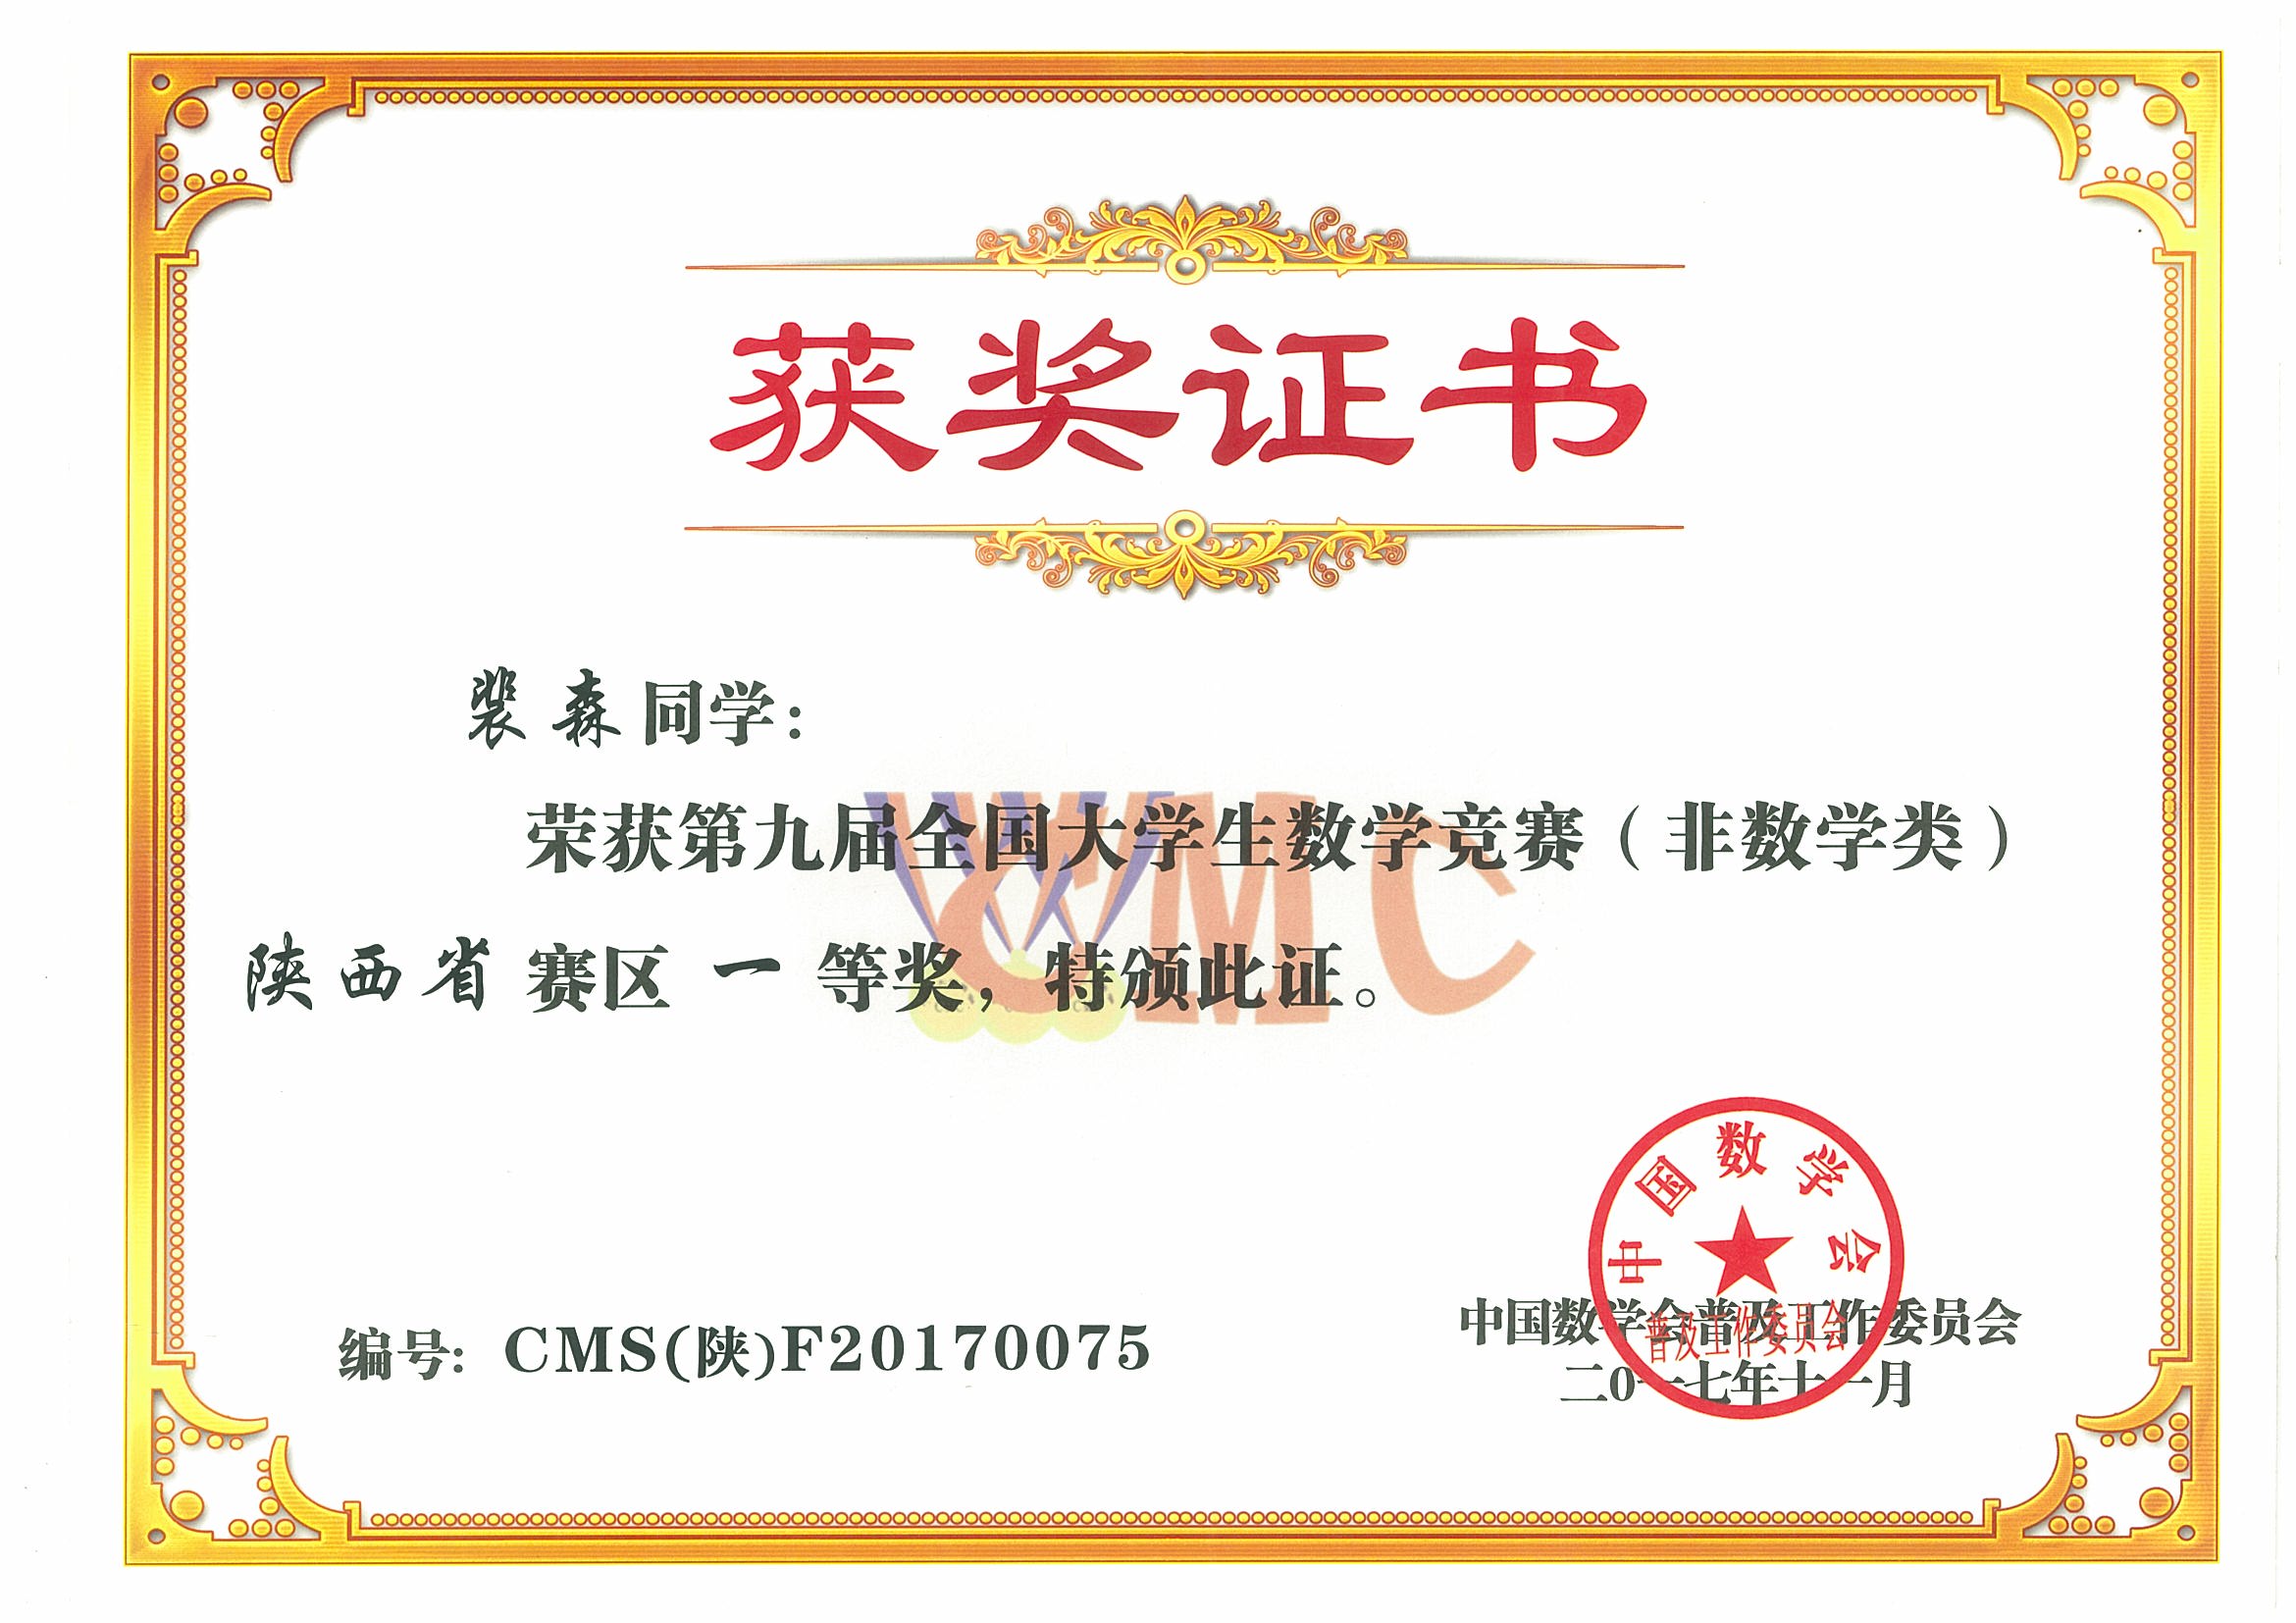 获奖证书
裴森同学：
荣获第九届全国大学生数学竞赛（非数学类）
陕西省赛区一等奖，特颁此证。
CMC
中国数学会
普及工作委员会
编号：CMS(陕)F20170075
中国数学会普及工作委员会
二0一七年十一月